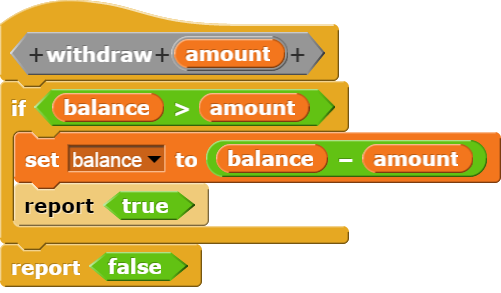 +withdraw+ amount +
if balance > amount
set balance to balance − amount
report true
report false